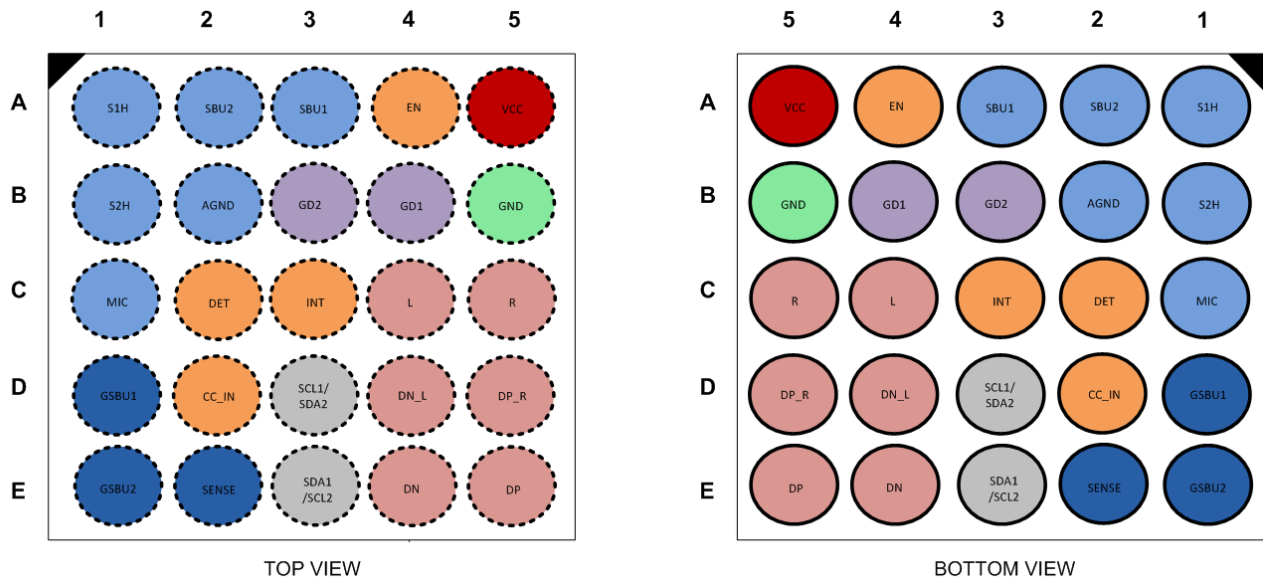 1 2 3 4 5
A S1H SBU2 SBU1 EN VCC
B S2H AGND GD2 GD1 GND
C MIC DET INT L R
D GSBU1 CC_IN SCL1/
SDA2 DN_L DP_R
E GSBU2 SENSE SDA1
/SCL2 DN DP
TOP VIEW
5 4 3 2 1
A VCC EN SBU1 SBU2 S1H
B GND GD1 GD2 AGND S2H
C R L INT DET MIC
D DP_R DN_L SCL1/
SDA2 CC_IN GSBU1
E DP DN SDA1
/SCL2 SENSE GSBU2
BOTTOM VIEW